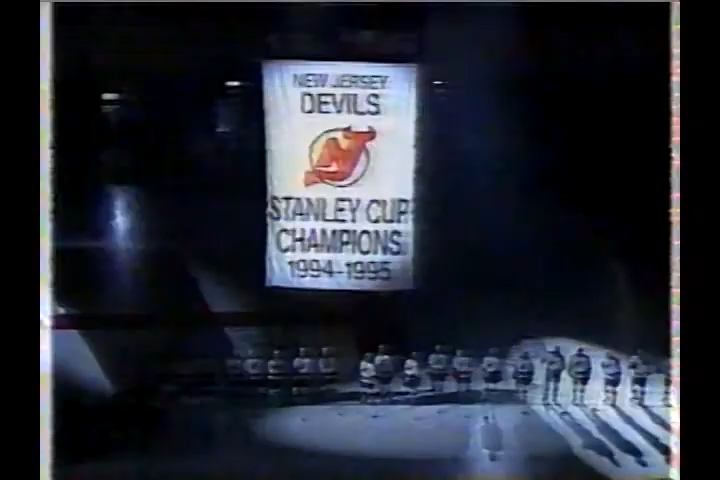 NEW JERSEY
DEVILS
STANLEY CUP
CHAMPIONS
1994-1995